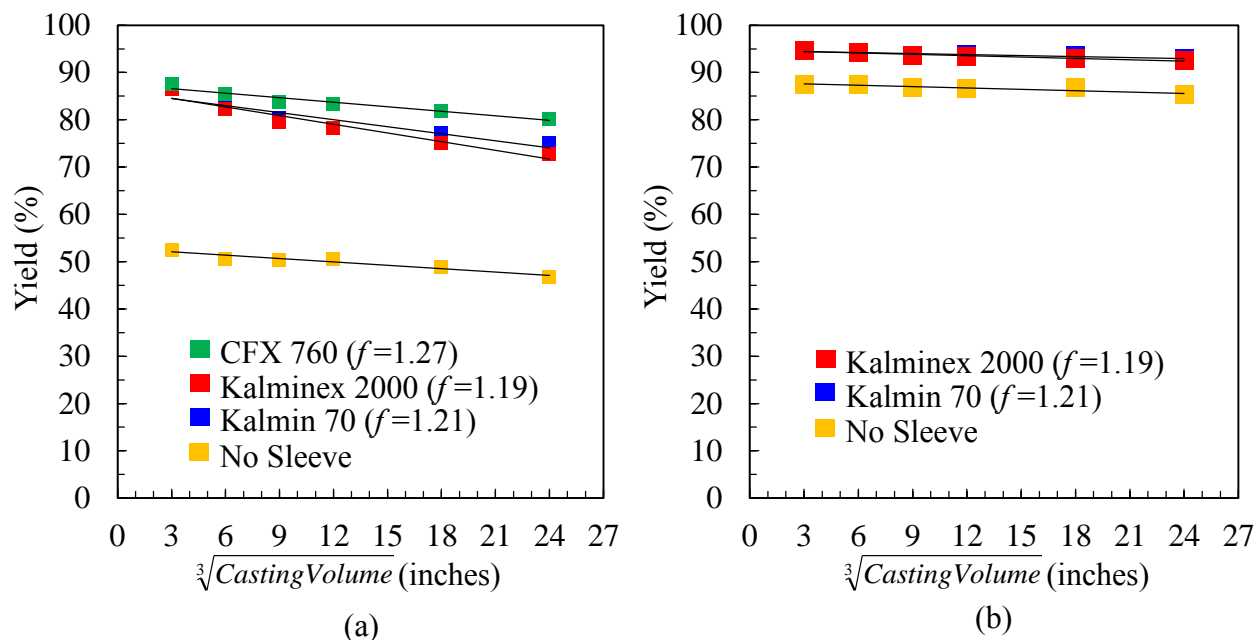 100
90
80
70
60
50
40
30
20
10
0
Yield (%)
CFX 760 (f =1.27)
Kalminex 2000 (f =1.19)
Kalmin 70 (f =1.21)
No Sleeve
0 3 6 9 12 15 18 21 24 27
∛CastingVolume (inches)
(a)
100
90
80
70
60
50
40
30
20
10
0
Yield (%)
Kalminex 2000 (f =1.19)
Kalmin 70 (f =1.21)
No Sleeve
0 3 6 9 12 15 18 21 24 27
∛CastingVolume (inches)
(b)